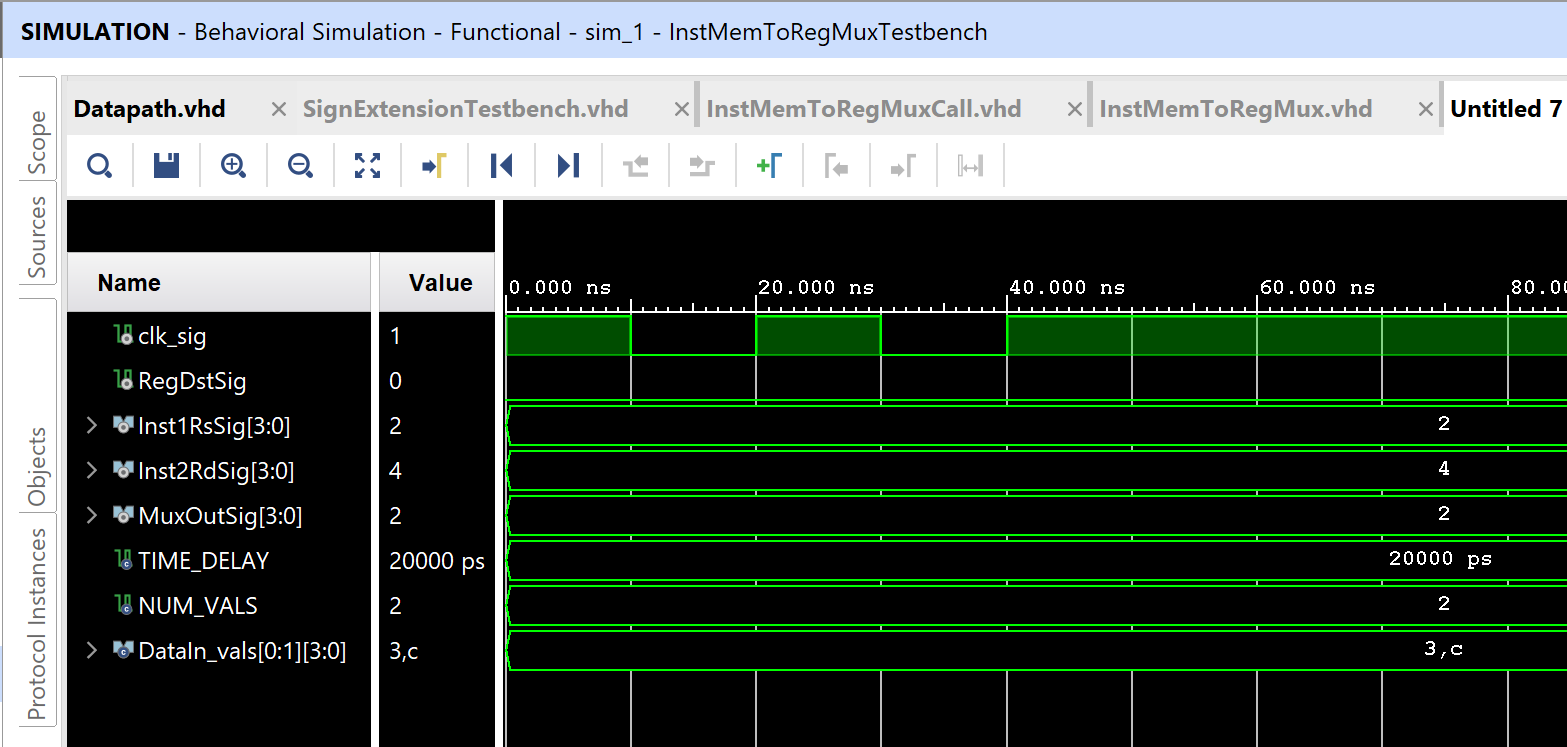 SIMULATION - Behavioral Simulation - Functional - sim_1 - InstMemToRegMuxTestbench
Datapath.vhd × SignExtensionTestbench.vhd × InstMemToRegMuxCall.vhd × InstMemToRegMux.vhd × Untitled 7
Scope
Sources
Objects
Protocol Instances
Name Value
0.000 ns 20.000 ns 40.000 ns 60.000 ns 80.00
clk_sig 1
RegDstSig 0
Inst1RsSig[3:0] 2 2
Inst2RdSig[3:0] 4 4
MuxOutSig[3:0] 2 2
TIME_DELAY 20000 ps 20000 ps
NUM_VALS 2 2
DataIn_vals[0:1][3:0] 3,c 3,c